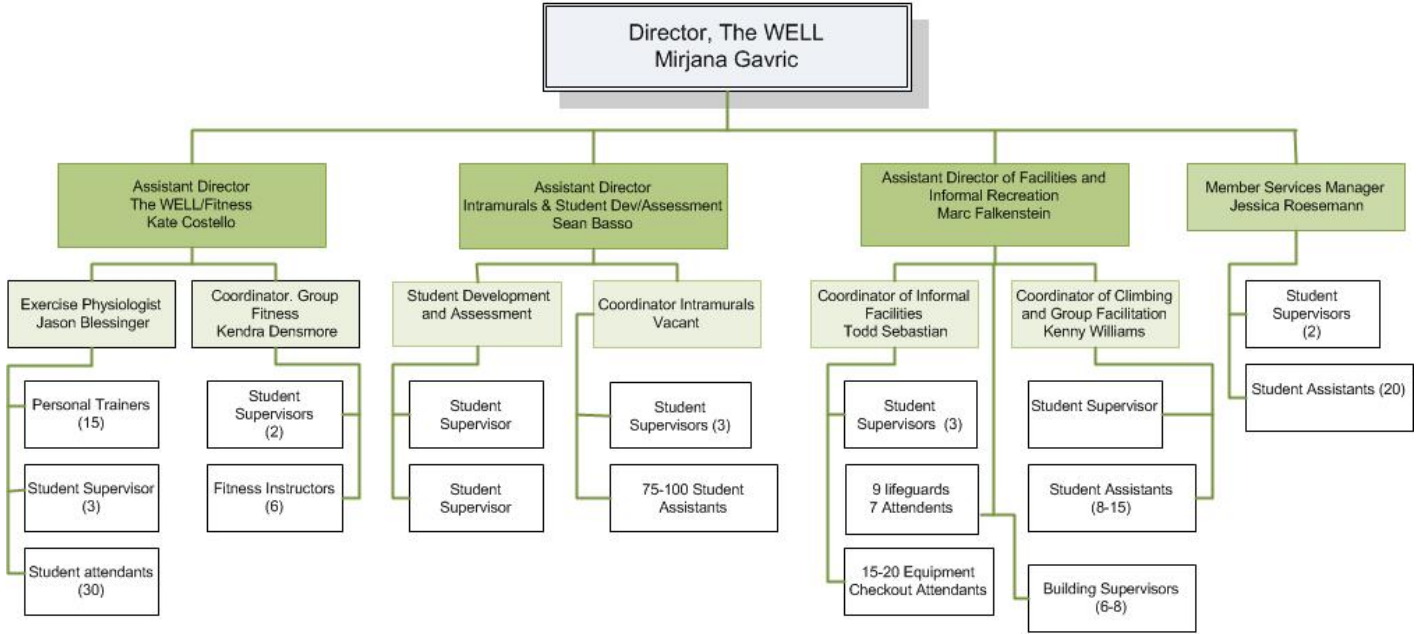 Director, The WELL
Mirjana Gavric
Assistant Director
The WELL/Fitness
Kate Costello
Assistant Director
Intramurals & Student Dev/Assessment
Sean Basso
Assistant Director of Facilities and
Informal Recreation
Marc Falkenstein
Member Services Manager
Jessica Roesemann
Exercise Physiologist
Jason Blessinger
Coordinator. Group
Fitness
Kendra Densmore
Student Development
and Assessment
Coordinator Intramurals
Vacant
Coordinator of Informal
Facilities
Todd Sebastian
Coordinator of Climbing
and Group Facilitation
Kenny Williams
Student
Supervisors
(2)
Personal Trainers
(15)
Student
Supervisors
(2)
Student
Supervisor
Student
Supervisors (3)
Student
Supervisors (3)
Student Supervisor
Student Assistants (20)
Student Supervisor
(3)
Fitness Instructors
(6)
Student
Supervisor
75-100 Student
Assistants
9 lifeguards
7 Attendents
Student Assistants
(8-15)
Student attendants
(30)
15-20 Equipment
Checkout Attendants
Building Supervisors
(6-8)